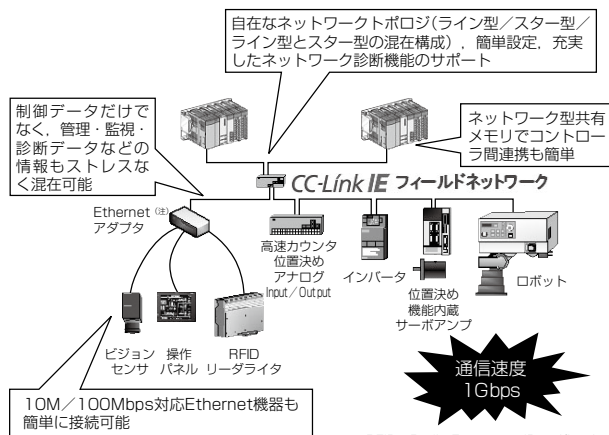 自在なネットワークトポロジ(ライン型/スター型/
ライン型とスター型の混在構成)，簡単設定，充実
したネットワーク診断機能のサポート
制御データだけで
なく，管理・監視・
診断データなどの
情報もストレスな
く混在可能
ネットワーク型共有
メモリでコントロー
ラ間連携も簡単
CC-Link IE フィールドネットワーク
Ethernet (注)
アダプタ
高速カウンタ
位置決め
アナログ
Input/Output
インバータ
位置決め
機能内蔵
サーボアンプ
ロボット
ビジョン
センサ
操作
パネル
RFID
リーダライタ
通信速度
1Gbps
10M/100Mbps対応Ethernet機器も
簡単に接続可能